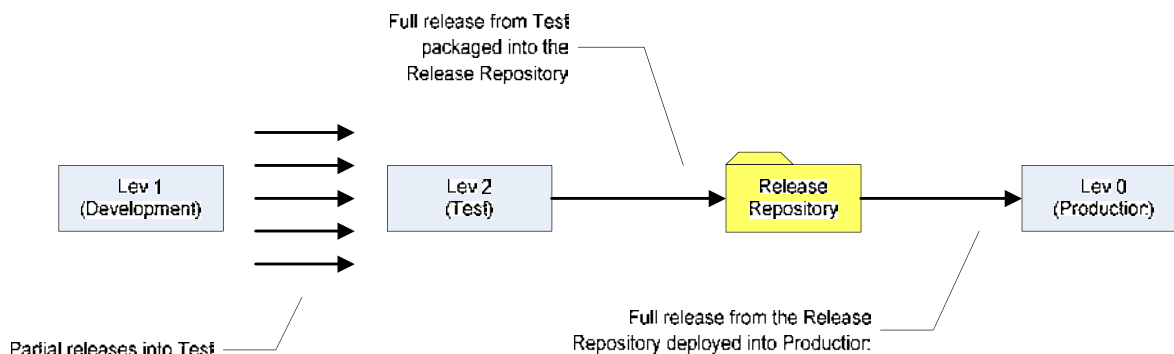 Full release from Test
packaged into the
Release Repository
Lev 1
(Development)
Lev 2
(Test)
Release
Repository
Lev 0
(Production)
Full release from the Release
Repository deployed into Production
Partial releases into Test